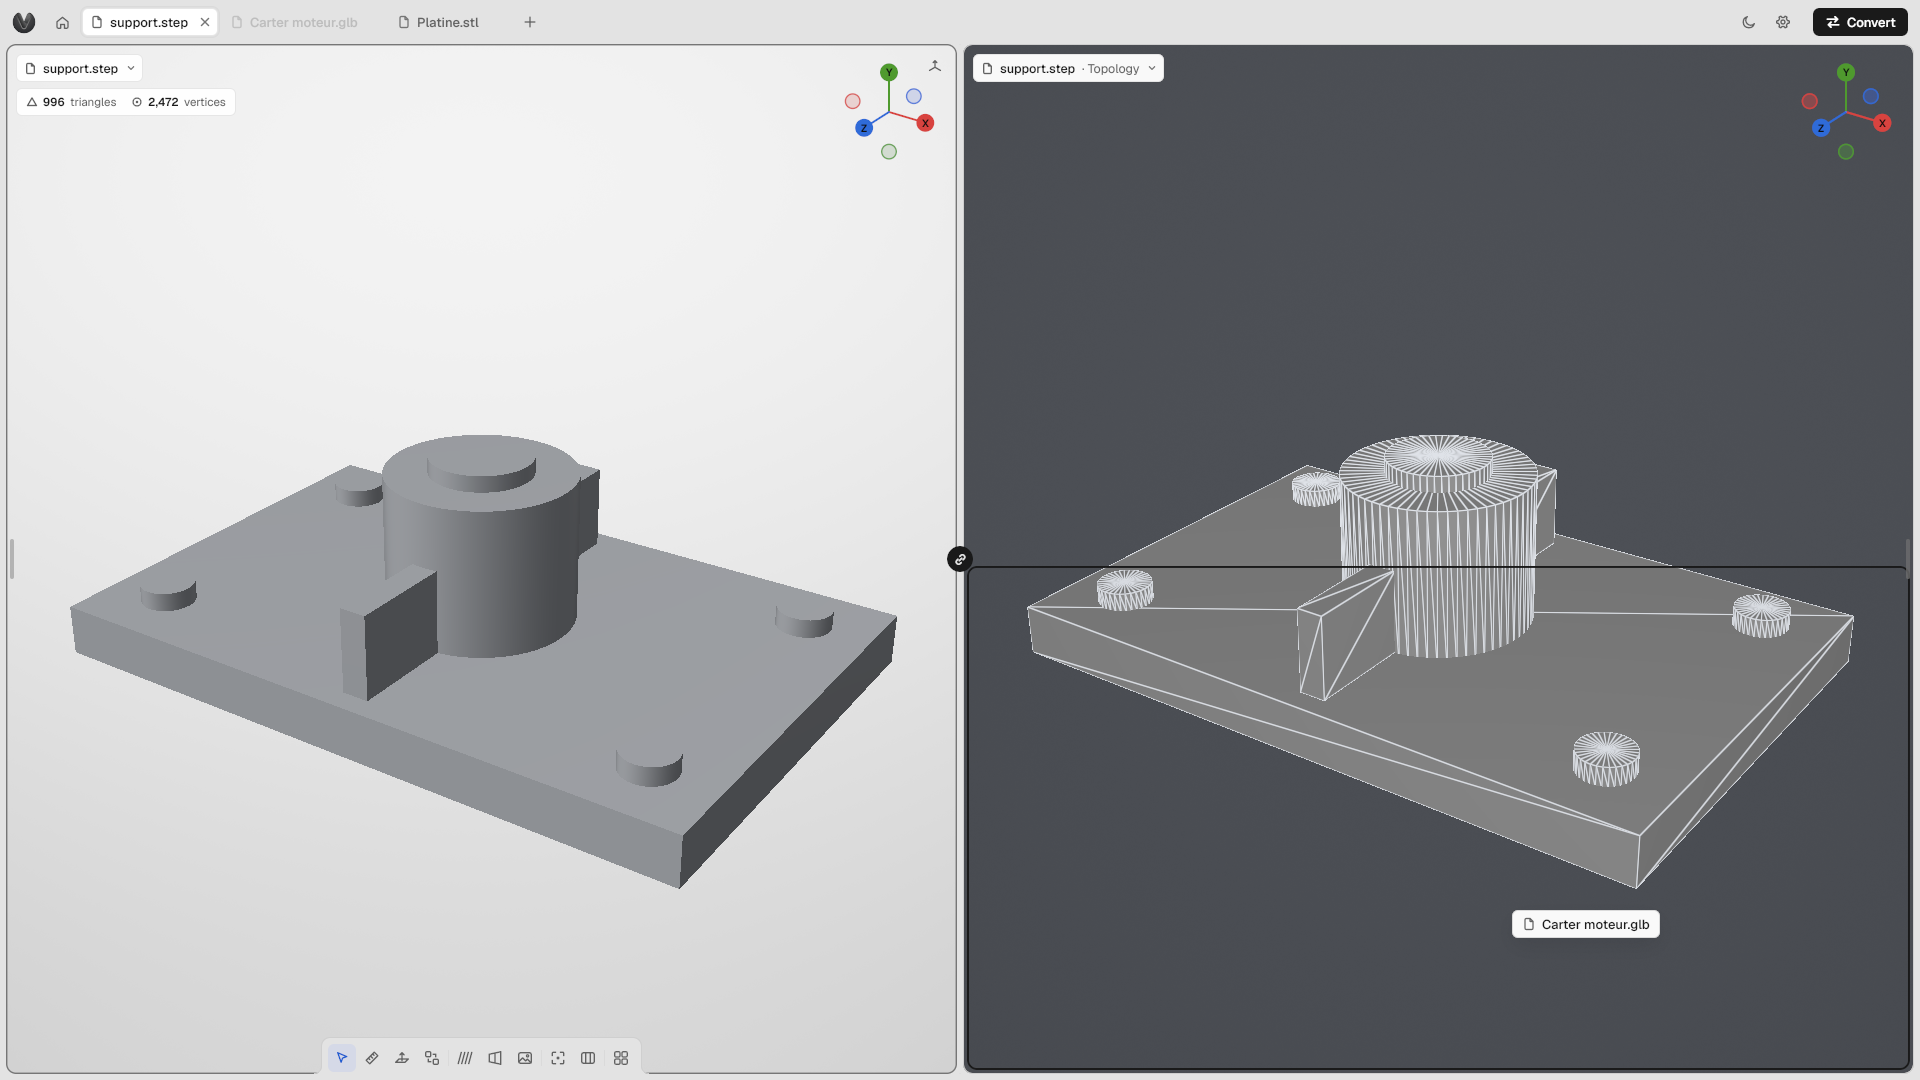 support.step
Carter moteur.glb
Platine.stl
Convert
support.step
996 triangles 2,472 vertices
Y
X
Z
support.step · Topology
Y
X
Z
Carter moteur.glb